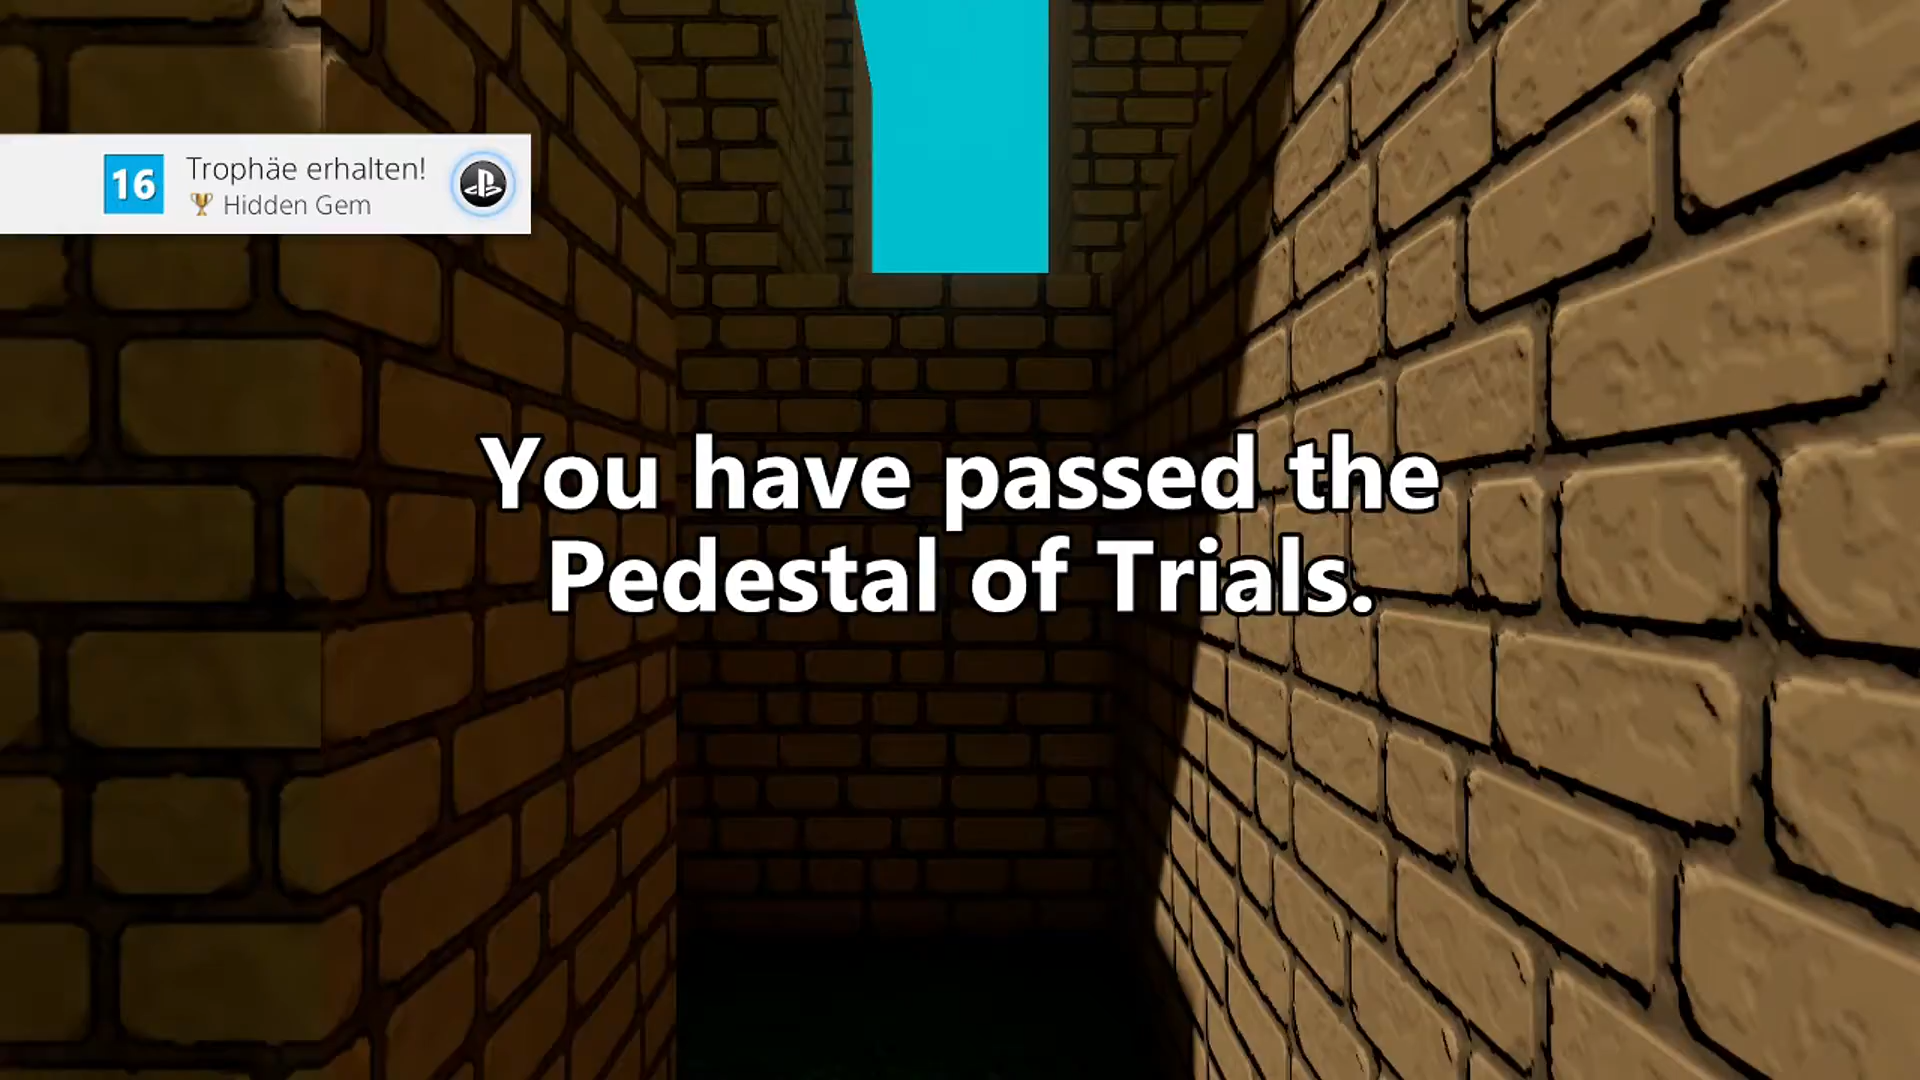 16
Trophäe erhalten!
Hidden Gem
You have passed the
Pedestal of Trials.